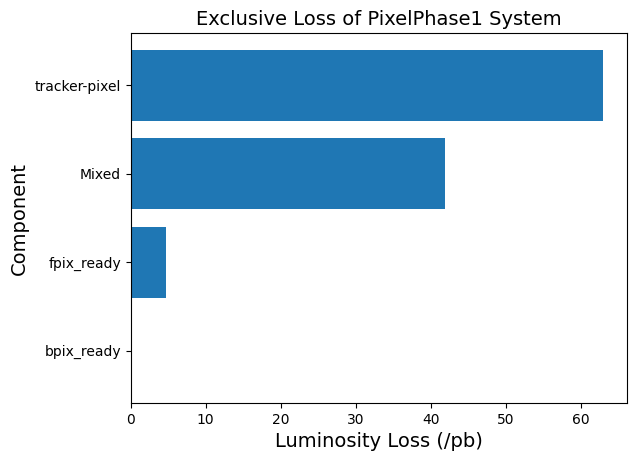 Exclusive Loss of PixelPhase1 System
Component
tracker-pixel
Mixed
fpix_ready
bpix_ready
0 10 20 30 40 50 60
Luminosity Loss (/pb)